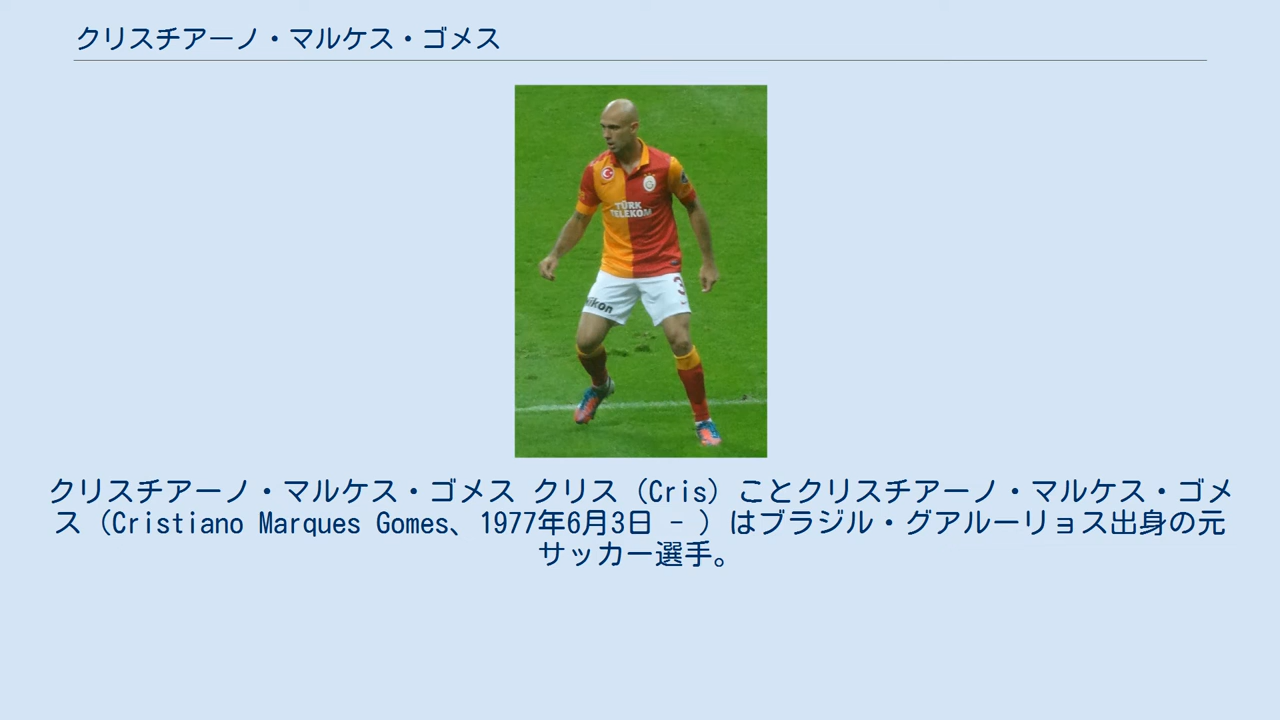 クリスチアーノ・マルケス・ゴメス
TÜRK
TELEKOM
3
ikon
クリスチアーノ・マルケス・ゴメス クリス（Cris）ことクリスチアーノ・マルケス・ゴメ
ス（Cristiano Marques Gomes、1977年6月3日 - ）はブラジル・グアルーリョス出身の元
サッカー選手。